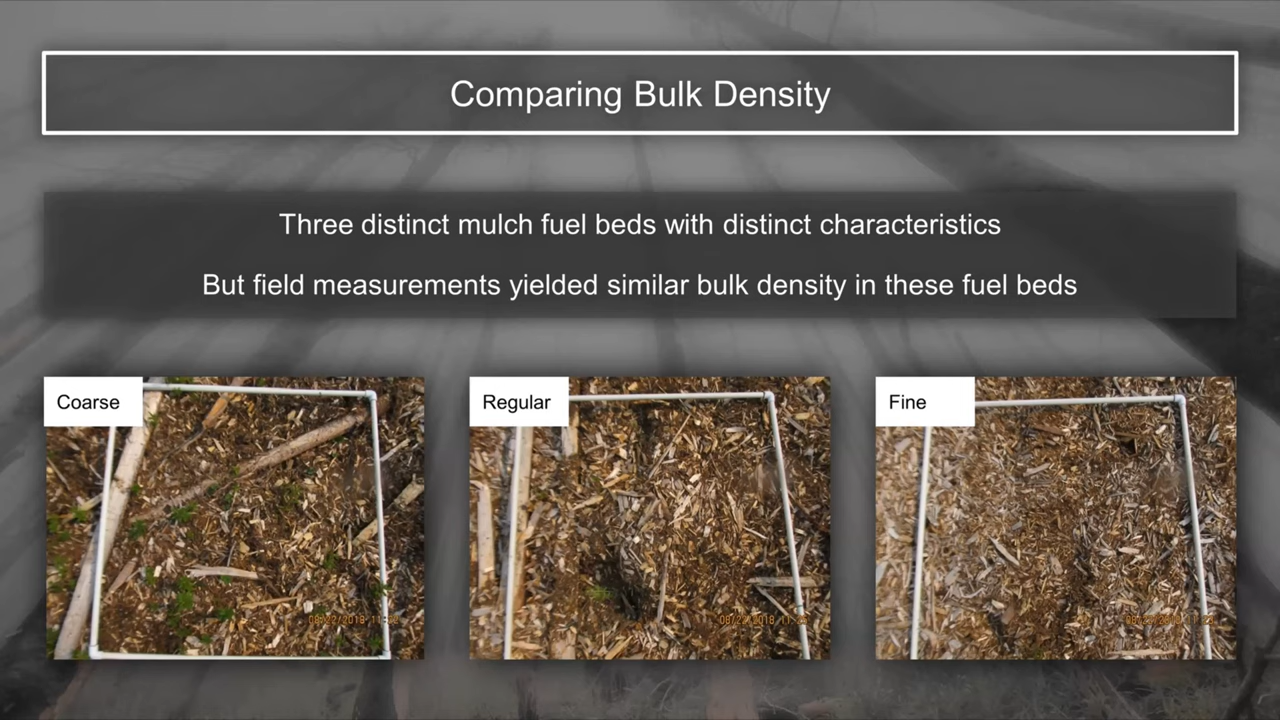 Comparing Bulk Density
Three distinct mulch fuel beds with distinct characteristics
But field measurements yielded similar bulk density in these fuel beds
Coarse
Regular
Fine